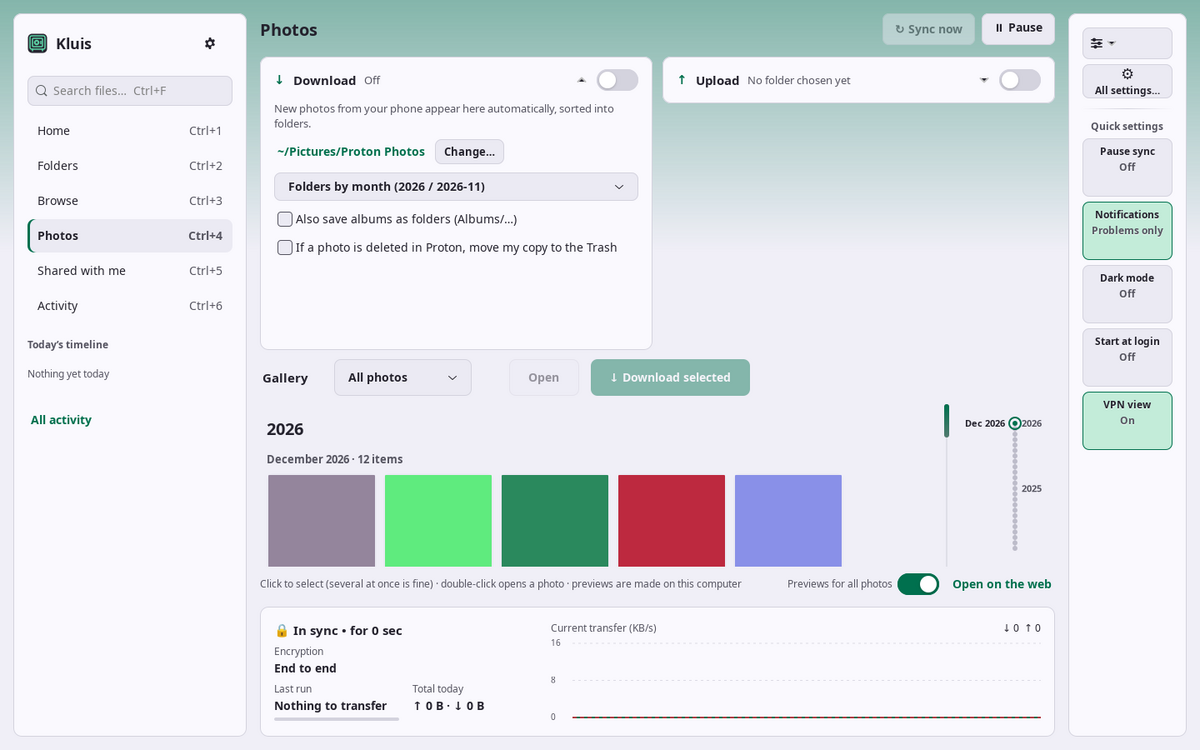 Kluis
Search files... Ctrl+F
Home Ctrl+1
Folders Ctrl+2
Browse Ctrl+3
Photos Ctrl+4
Shared with me Ctrl+5
Activity Ctrl+6
Today's timeline
Nothing yet today
All activity
Photos
↻ Sync now
Pause
↓ Download Off
New photos from your phone appear here automatically, sorted into
folders.
~/Pictures/Proton Photos
Change...
Folders by month (2026 / 2026-11)
Also save albums as folders (Albums/...)
If a photo is deleted in Proton, move my copy to the Trash
↑ Upload No folder chosen yet
Gallery
All photos
Open
↓ Download selected
2026
December 2026 · 12 items
Dec 2026
2026
2025
Click to select (several at once is fine) · double-click opens a photo · previews are made on this computer
Previews for all photos
Open on the web
In sync • for 0 sec
Encryption
End to end
Last run
Nothing to transfer
Total today
↑ 0 B · ↓ 0 B
Current transfer (KB/s)
↓ 0 ↑ 0
16
8
0
All settings...
Quick settings
Pause sync
Off
Notifications
Problems only
Dark mode
Off
Start at login
Off
VPN view
On